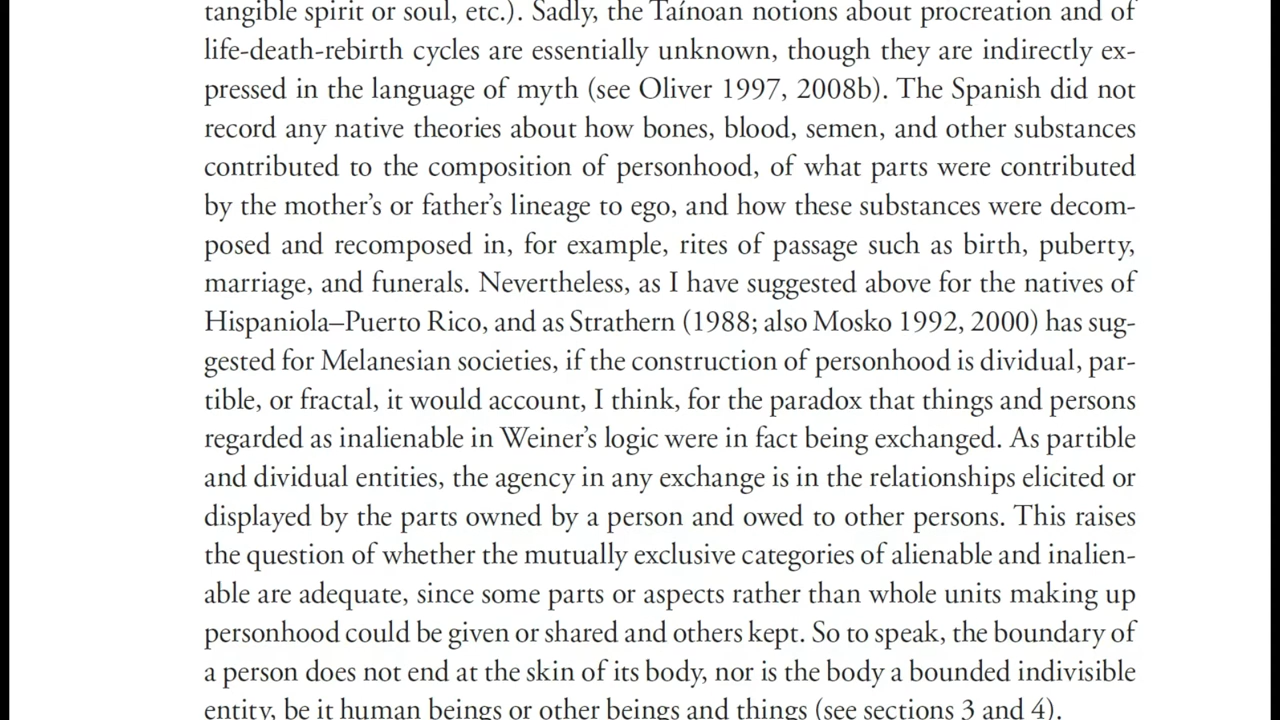 tangible spirit or soul, etc.). Sadly, the Taínoan notions about procreation and of
life-death-rebirth cycles are essentially unknown, though they are indirectly ex-
pressed in the language of myth (see Oliver 1997, 2008b). The Spanish did not
record any native theories about how bones, blood, semen, and other substances
contributed to the composition of personhood, of what parts were contributed
by the mother’s or father’s lineage to ego, and how these substances were decom-
posed and recomposed in, for example, rites of passage such as birth, puberty,
marriage, and funerals. Nevertheless, as I have suggested above for the natives of
Hispaniola–Puerto Rico, and as Strathern (1988; also Mosko 1992, 2000) has sug-
gested for Melanesian societies, if the construction of personhood is dividual, par-
tible, or fractal, it would account, I think, for the paradox that things and persons
regarded as inalienable in Weiner’s logic were in fact being exchanged. As partible
and dividual entities, the agency in any exchange is in the relationships elicited or
displayed by the parts owned by a person and owed to other persons. This raises
the question of whether the mutually exclusive categories of alienable and inalien-
able are adequate, since some parts or aspects rather than whole units making up
personhood could be given or shared and others kept. So to speak, the boundary of
a person does not end at the skin of its body, nor is the body a bounded indivisible
entity, be it human beings or other beings and things (see sections 3 and 4).